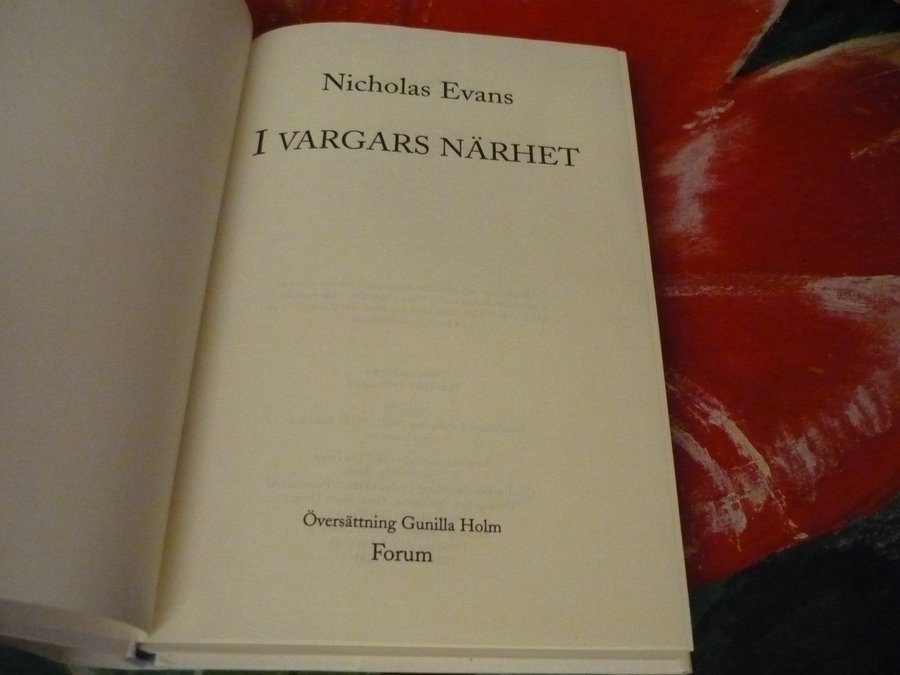 Nicholas Evans
I VARGARS NÄRHET
Översättning Gunilla Holm
Forum